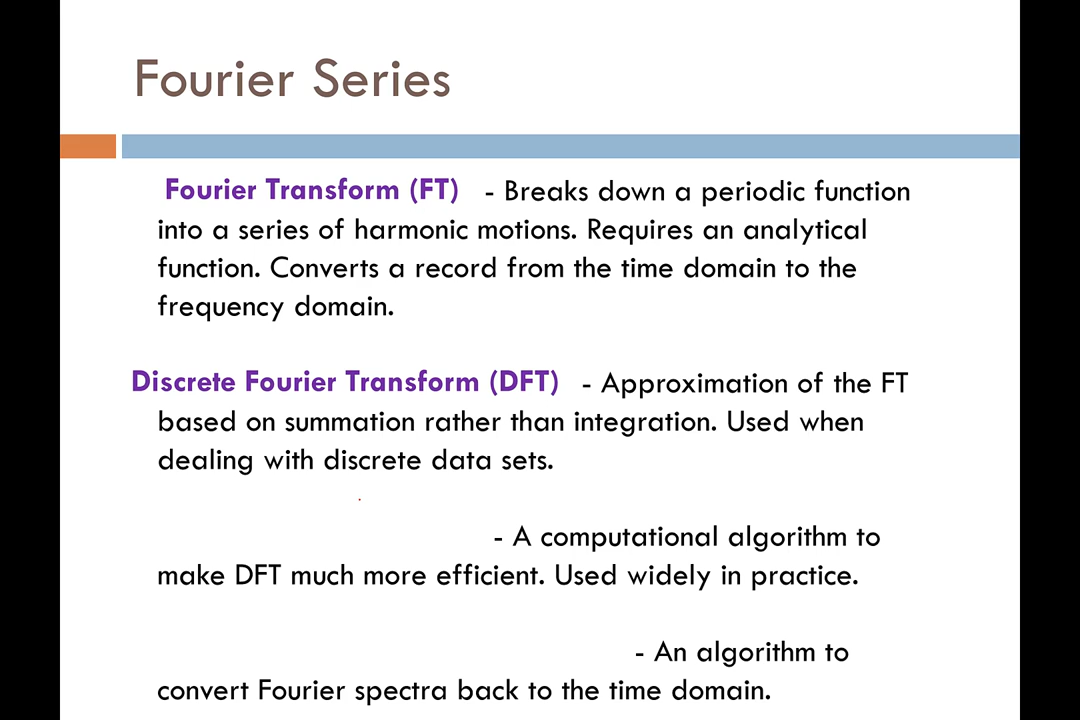 Fourier Series
Fourier Transform (FT) - Breaks down a periodic function
into a series of harmonic motions. Requires an analytical
function. Converts a record from the time domain to the
frequency domain.
Discrete Fourier Transform (DFT) - Approximation of the FT
based on summation rather than integration. Used when
dealing with discrete data sets.
- A computational algorithm to
make DFT much more efficient. Used widely in practice.
- An algorithm to
convert Fourier spectra back to the time domain.